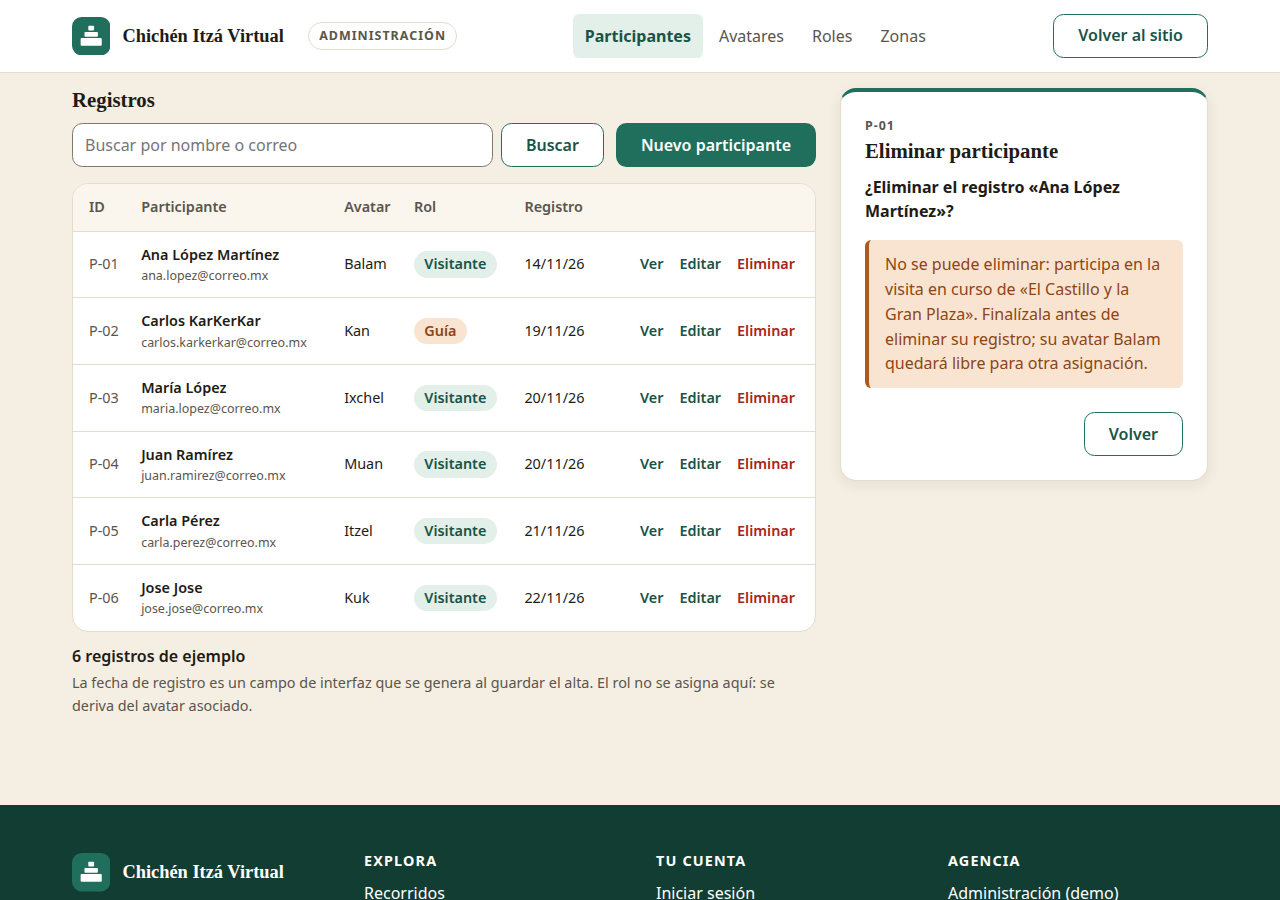 Chichén Itzá Virtual
ADMINISTRACIÓN
Participantes
Avatares
Roles
Zonas
Volver al sitio
Registros
Buscar por nombre o correo
Buscar
Nuevo participante
ID Participante Avatar Rol Registro
P-01 Ana López Martínez Balam Visitante 14/11/26 Ver Editar Eliminar
ana.lopez@correo.mx
P-02 Carlos KarKerKar Kan Guía 19/11/26 Ver Editar Eliminar
carlos.karkerkar@correo.mx
P-03 María López Ixchel Visitante 20/11/26 Ver Editar Eliminar
maria.lopez@correo.mx
P-04 Juan Ramírez Muan Visitante 20/11/26 Ver Editar Eliminar
juan.ramirez@correo.mx
P-05 Carla Pérez Itzel Visitante 21/11/26 Ver Editar Eliminar
carla.perez@correo.mx
P-06 Jose Jose Kuk Visitante 22/11/26 Ver Editar Eliminar
jose.jose@correo.mx
6 registros de ejemplo
La fecha de registro es un campo de interfaz que se genera al guardar el alta. El rol no se asigna aquí: se
deriva del avatar asociado.
P-01
Eliminar participante
¿Eliminar el registro «Ana López
Martínez»?
No se puede eliminar: participa en la
visita en curso de «El Castillo y la
Gran Plaza». Finalízala antes de
eliminar su registro; su avatar Balam
quedará libre para otra asignación.
Volver
Chichén Itzá Virtual
EXPLORA
Recorridos
TU CUENTA
Iniciar sesión
AGENCIA
Administración (demo)